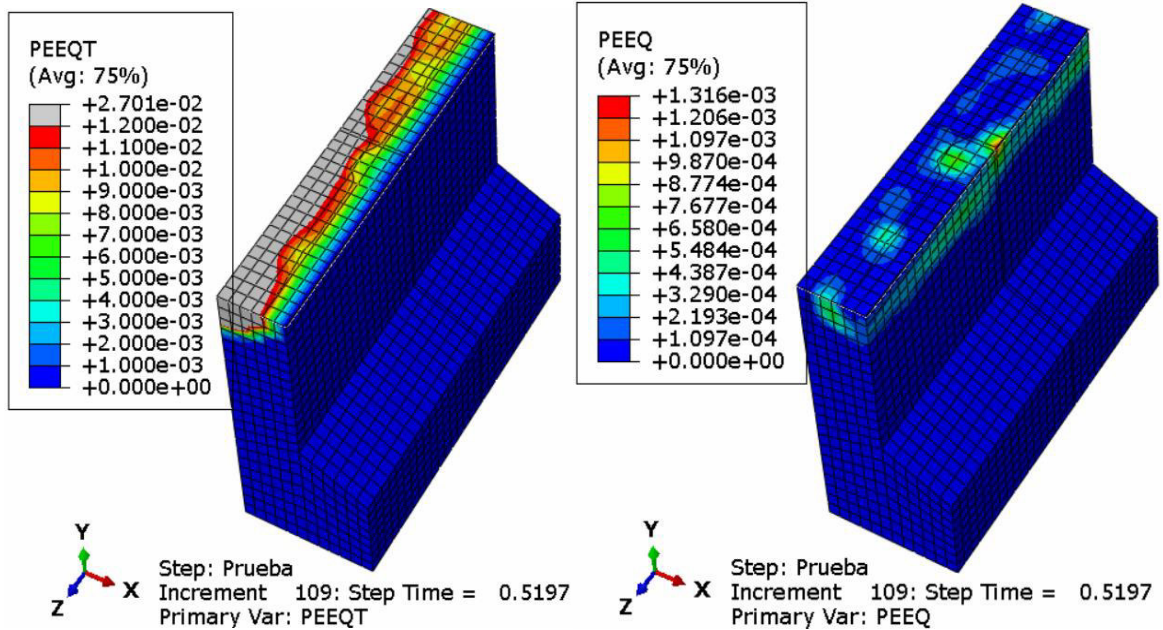 PEEQT
(Avg: 75%)
+2.701e-02
+1.200e-02
+1.100e-02
+1.000e-02
+9.000e-03
+8.000e-03
+7.000e-03
+6.000e-03
+5.000e-03
+4.000e-03
+3.000e-03
+2.000e-03
+1.000e-03
+0.000e+00
Y
X
Z
Step: Prueba
Increment 109: Step Time = 0.5197
Primary Var: PEEQT
PEEQ
(Avg: 75%)
+1.316e-03
+1.206e-03
+1.097e-03
+9.870e-04
+8.774e-04
+7.677e-04
+6.580e-04
+5.484e-04
+4.387e-04
+3.290e-04
+2.193e-04
+1.097e-04
+0.000e+00
Y
X
Z
Step: Prueba
Increment 109: Step Time = 0.5197
Primary Var: PEEQ